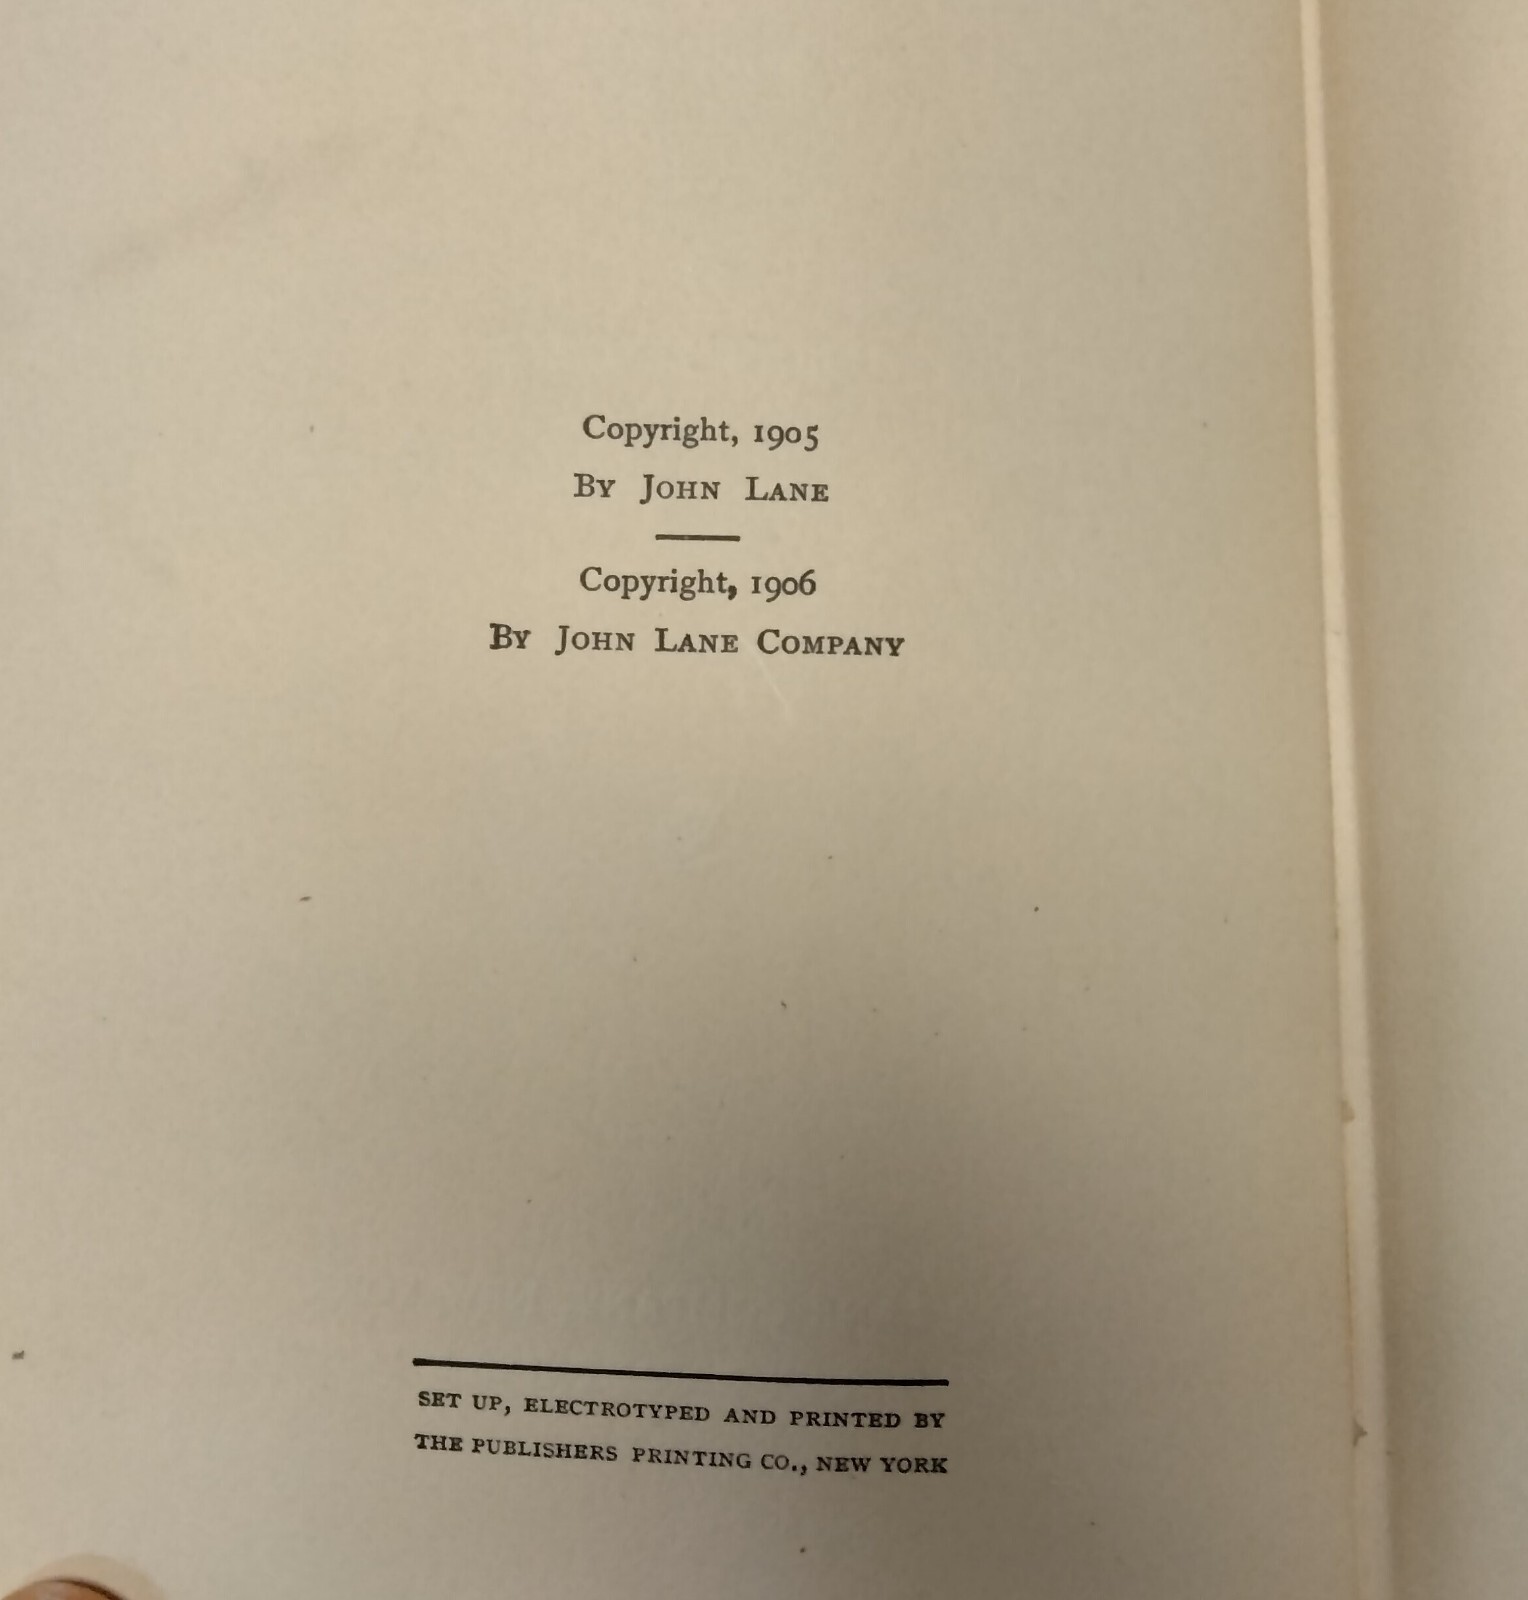 Copyright, 1905
By John Lane
Copyright, 1906
By John Lane Company
SET UP, ELECTROTYPED AND PRINTED BY
THE PUBLISHERS PRINTING CO., NEW YORK